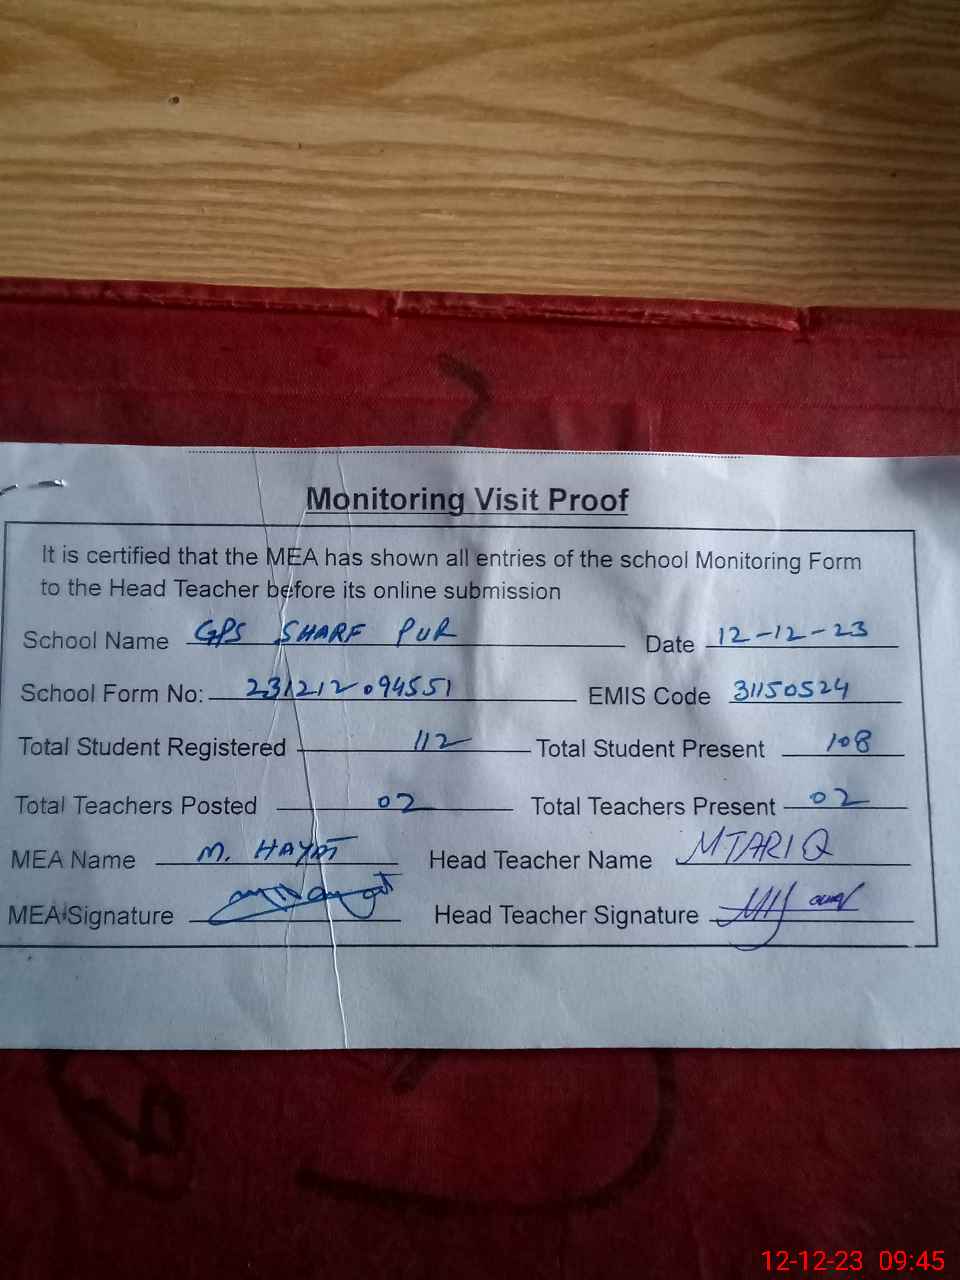 Monitoring Visit Proof
It is certified that the MEA has shown all entries of the school Monitoring Form
to the Head Teacher before its online submission
School Name GPS SHARF PUR Date 12-12-23
School Form No: 231212094551 EMIS Code 31150524
Total Student Registered 112 Total Student Present 108
Total Teachers Posted 02 Total Teachers Present 02
MEA Name M. HAYAT Head Teacher Name MTARIQ
MEA Signature Head Teacher Signature
12-12-23 09:45